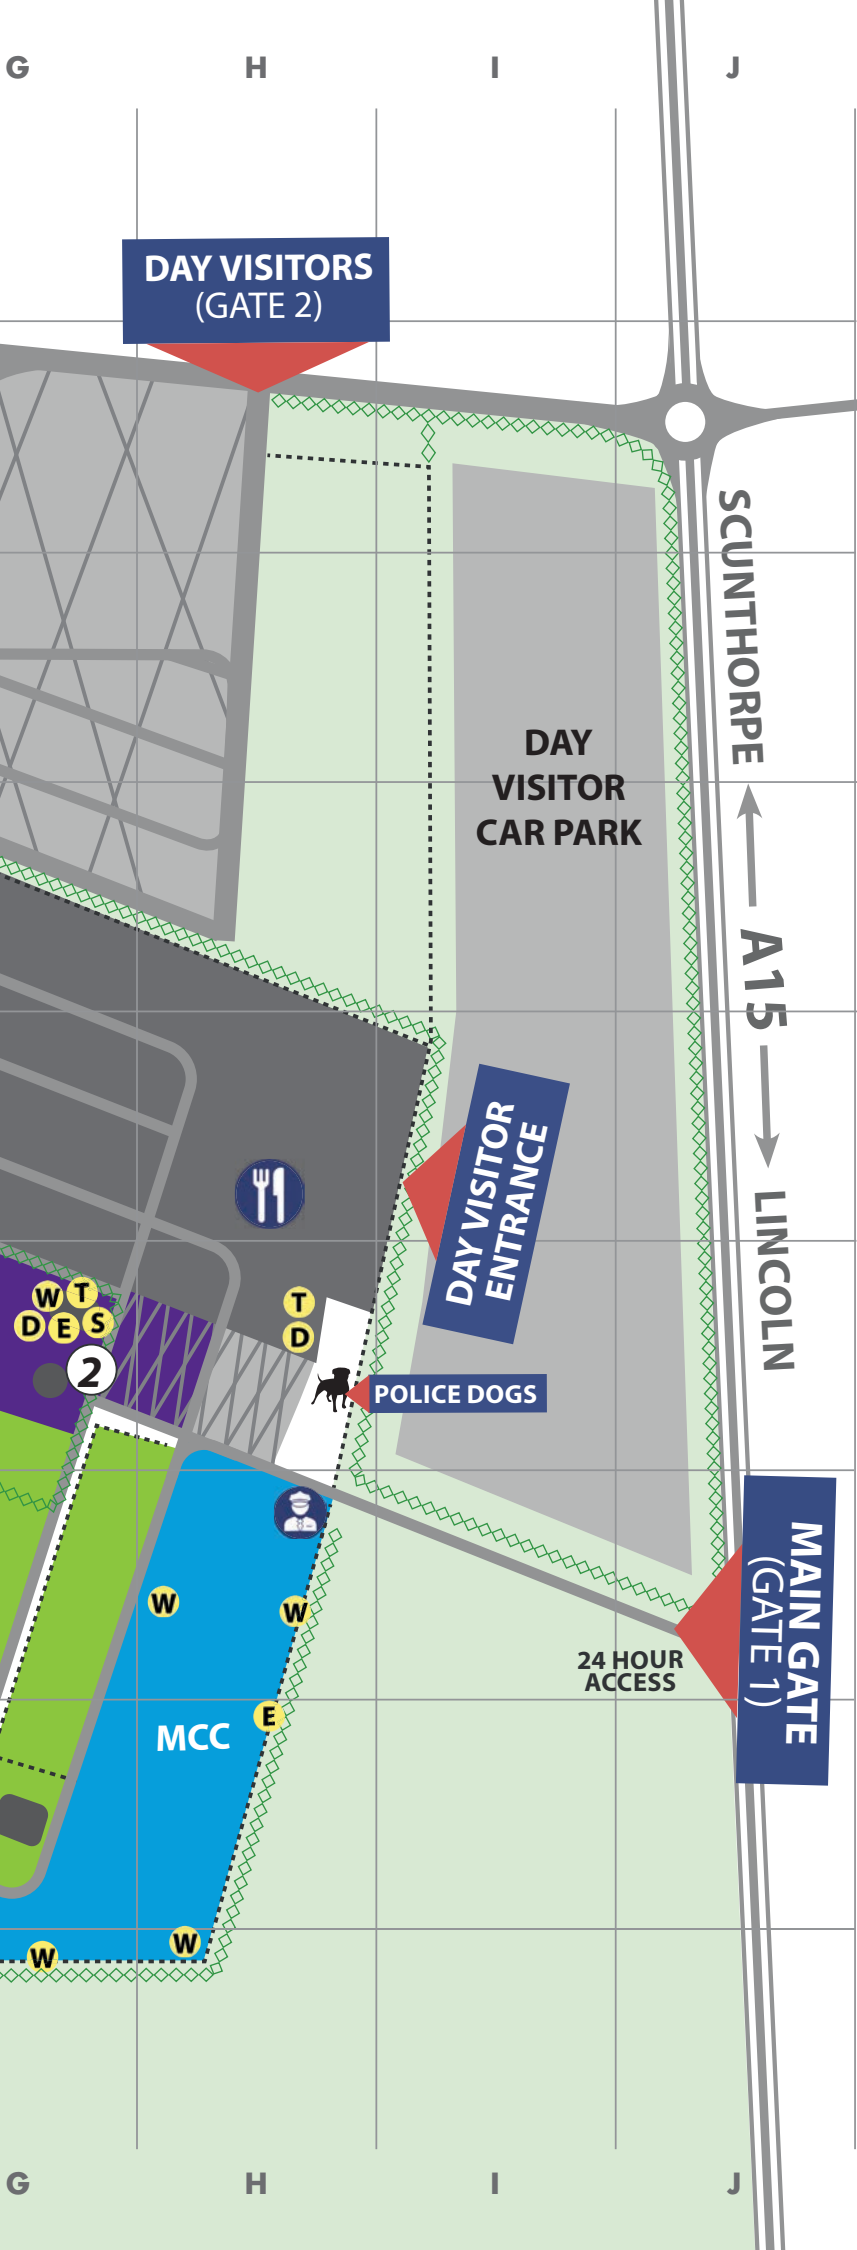 G
H
I
J
DAY VISITORS
(GATE 2)
SCUNTHORPE
DAY
VISITOR
CAR PARK
A15
DAY VISITOR
ENTRANCE
LINCOLN
W
T
D
E
S
T
D
2
POLICE DOGS
MAIN GATE
(GATE 1)
W
W
24 HOUR
ACCESS
E
MCC
W
W
G
H
I
J